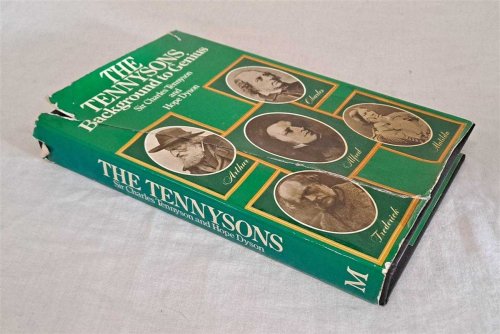 THE
TENNYSONS
Background to Genius
Sir Charles Tennyson
and
Hope Dyson
Charles
Matilda
Alfred
Arthur
Frederick
THE TENNYSONS
Sir Charles Tennyson and Hope Dyson
M